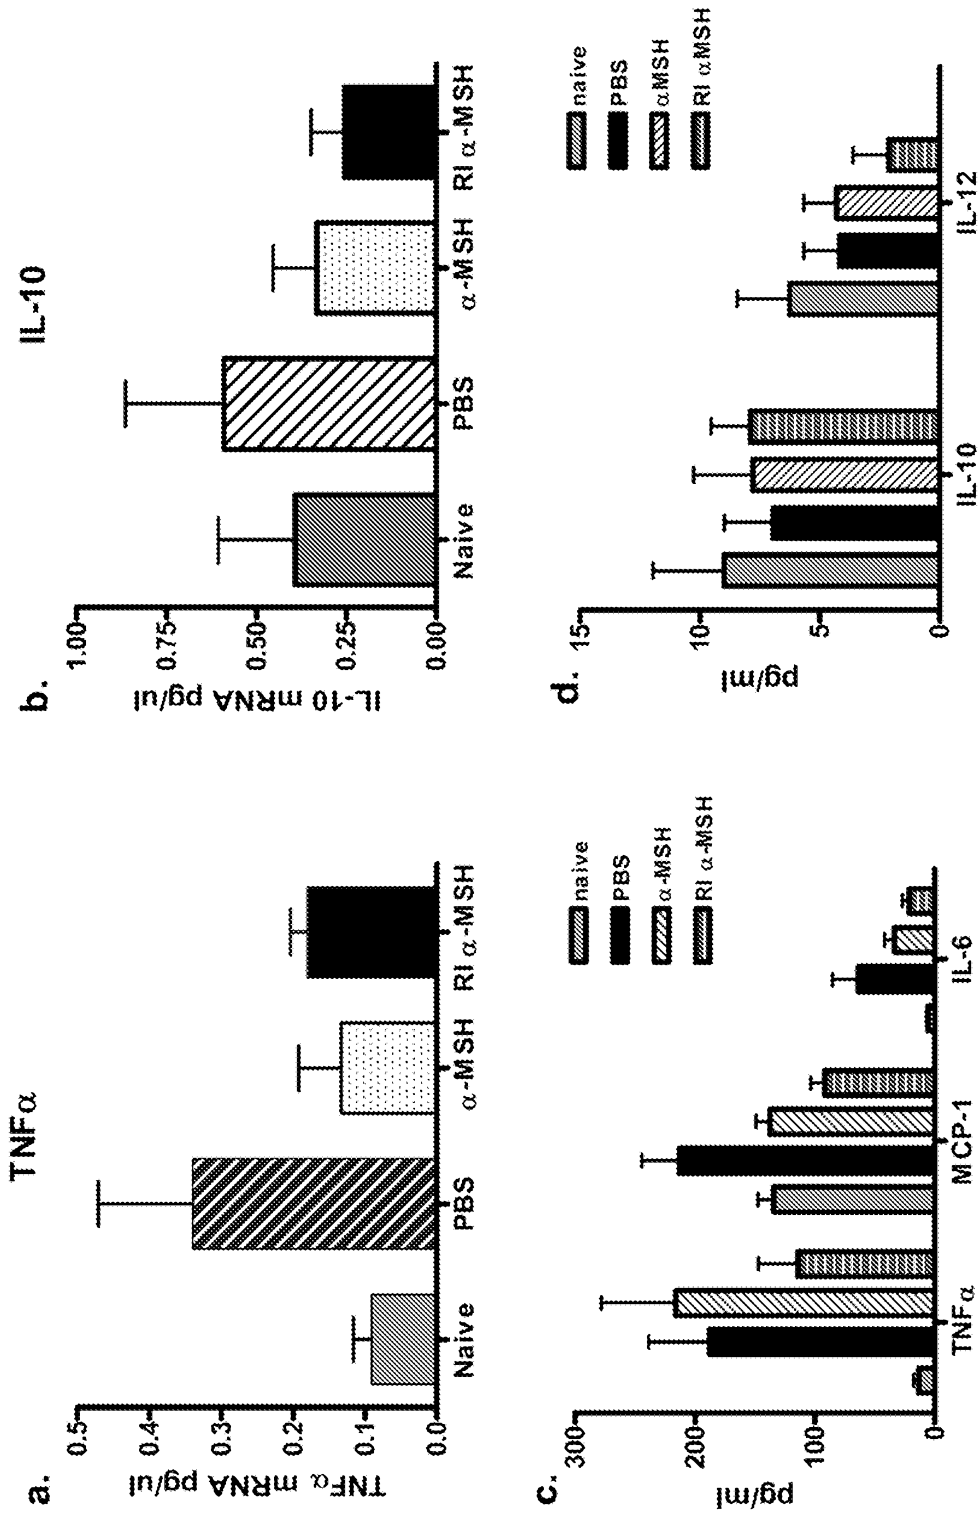 a.
TNFα
TNFα mRNA pg/ul
0.5
0.4
0.3
0.2
0.1
0.0
Naive
PBS
α-MSH
RI α-MSH
b.
IL-10
IL-10 mRNA pg/ul
1.00
0.75
0.50
0.25
0.00
Naive
PBS
α-MSH
RI α-MSH
c.
pg/ml
300
200
100
0
TNFα
MCP-1
IL-6
naive
PBS
α-MSH
RI α-MSH
d.
pg/ml
15
10
5
0
IL-10
IL-12
naive
PBS
αMSH
RI αMSH